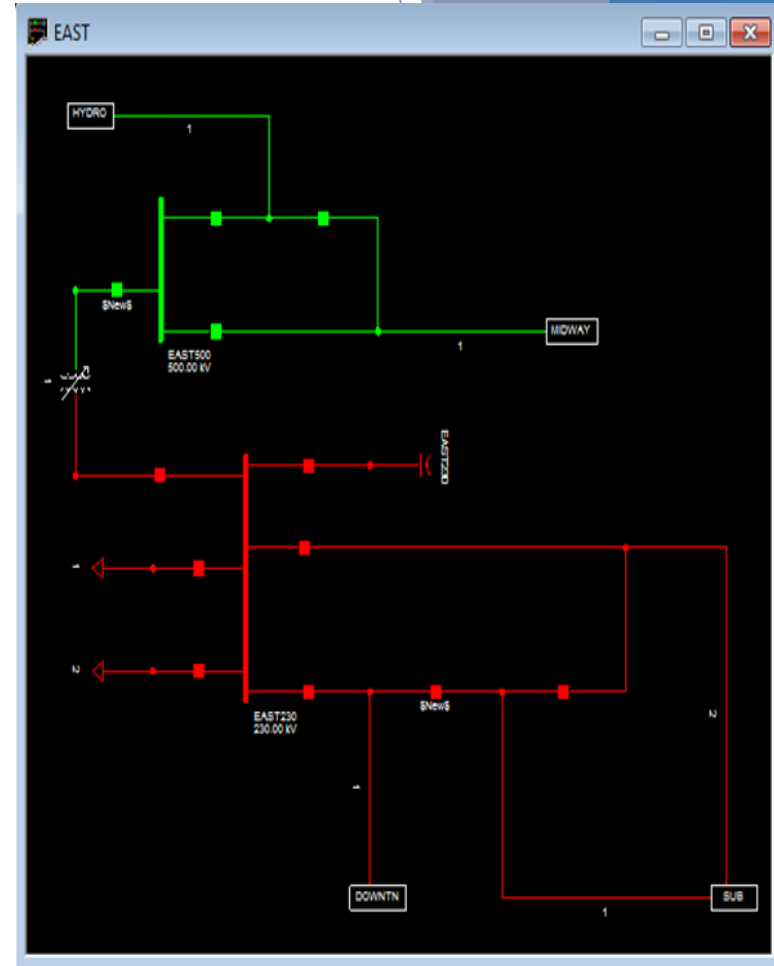 EAST
HYDRO
1
$New$
EAST500
500.00 kV
MIDWAY
1
1
EAST230
1
2
EAST230
230.00 kV
$New$
2
1
DOWNTN
SUB
1